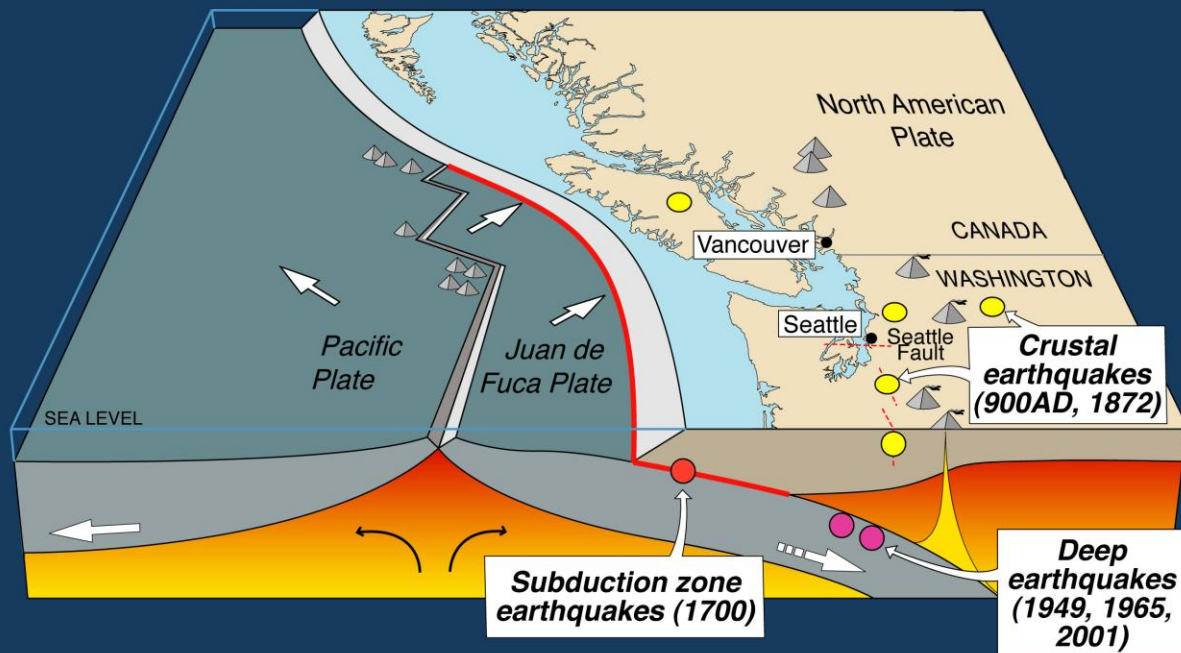 North American
Plate
Vancouver
CANADA
WASHINGTON
Seattle
Seattle
Fault
Pacific
Plate
Juan de
Fuca Plate
Crustal
earthquakes
(900AD, 1872)
SEA LEVEL
Subduction zone
earthquakes (1700)
Deep
earthquakes
(1949, 1965,
2001)